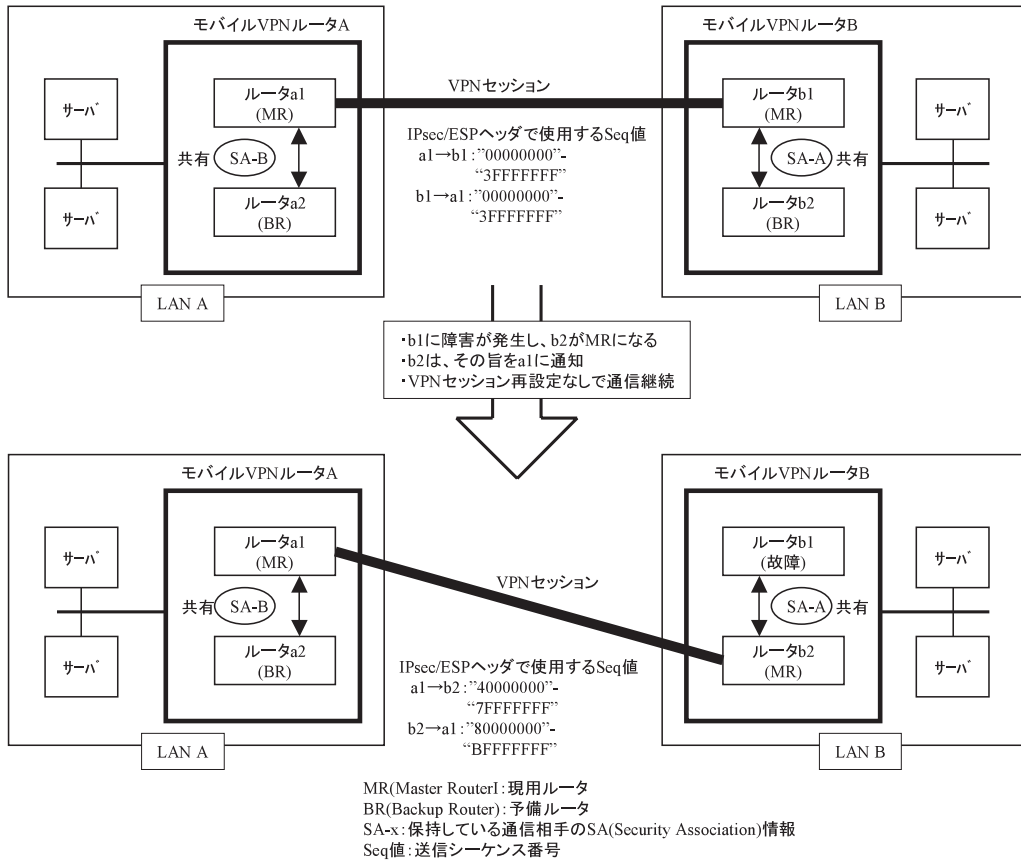 モバイルVPNルータA
モバイルVPNルータB
サーバ
サーバ
ルータa1
(MR)
共有
SA-B
ルータa2
(BR)
VPNセッション
IPsec/ESPヘッダで使用するSeq値
a1→b1:”00000000”-
“3FFFFFFF”
b1→a1:”00000000”-
“3FFFFFFF”
ルータb1
(MR)
SA-A
共有
ルータb2
(BR)
サーバ
サーバ
LAN A
LAN B
・b1に障害が発生し、b2がMRになる
・b2は、その旨をa1に通知
・VPNセッション再設定なしで通信継続
モバイルVPNルータA
モバイルVPNルータB
サーバ
サーバ
ルータa1
(MR)
共有
SA-B
ルータa2
(BR)
VPNセッション
IPsec/ESPヘッダで使用するSeq値
a1→b2:”40000000”-
“7FFFFFFF”
b2→a1:”80000000”-
“BFFFFFFF”
ルータb1
(故障)
SA-A
共有
ルータb2
(MR)
サーバ
サーバ
LAN A
LAN B
MR(Master RouterI:現用ルータ
BR(Backup Router):予備ルータ
SA-x:保持している通信相手のSA(Security Association)情報
Seq値:送信シーケンス番号